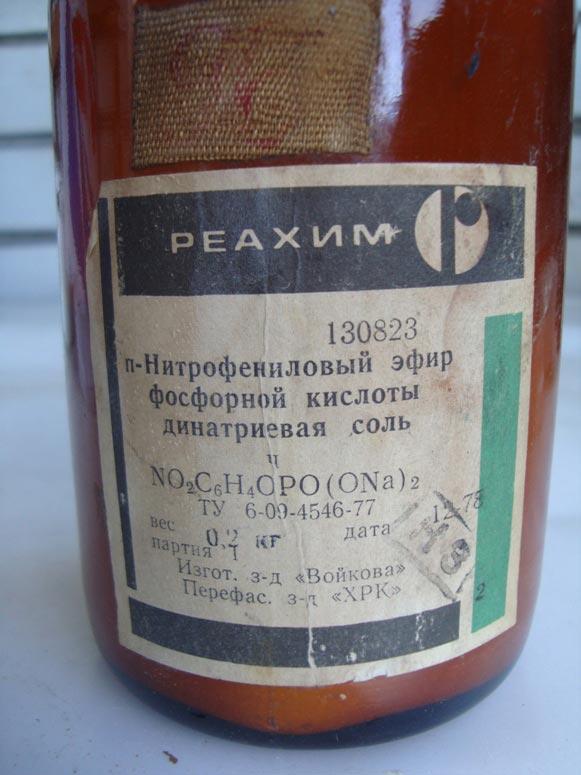 РЕАХИМ
130823
п-Нитрофениловый эфир
фосфорной кислоты
динатриевая соль
ч
NO₂C₆H₄OPO(ONa)₂
ТУ 6-09-4546-77
вес 0,2 кг дата 12-78
партия 1
Изгот. з-д «Войкова»
Перефас. з-д «ХРК»
2